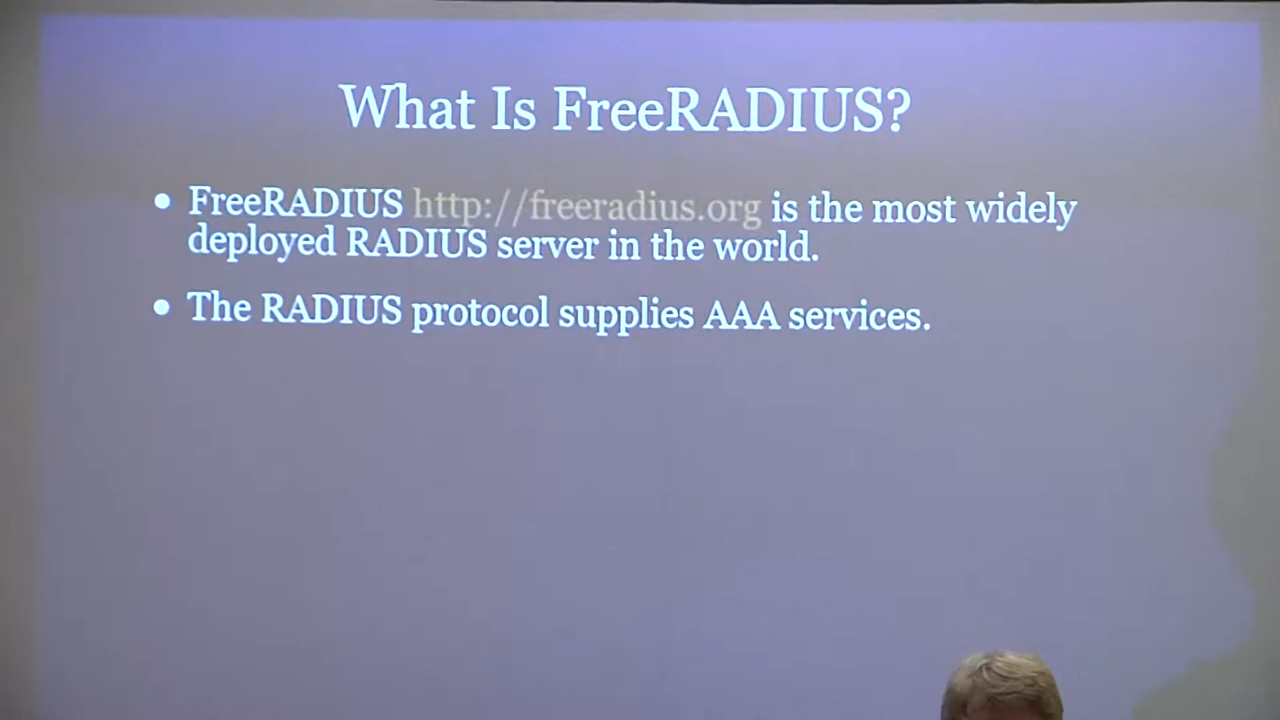 What Is FreeRADIUS?
• FreeRADIUS http://freeradius.org is the most widely
deployed RADIUS server in the world.
• The RADIUS protocol supplies AAA services.